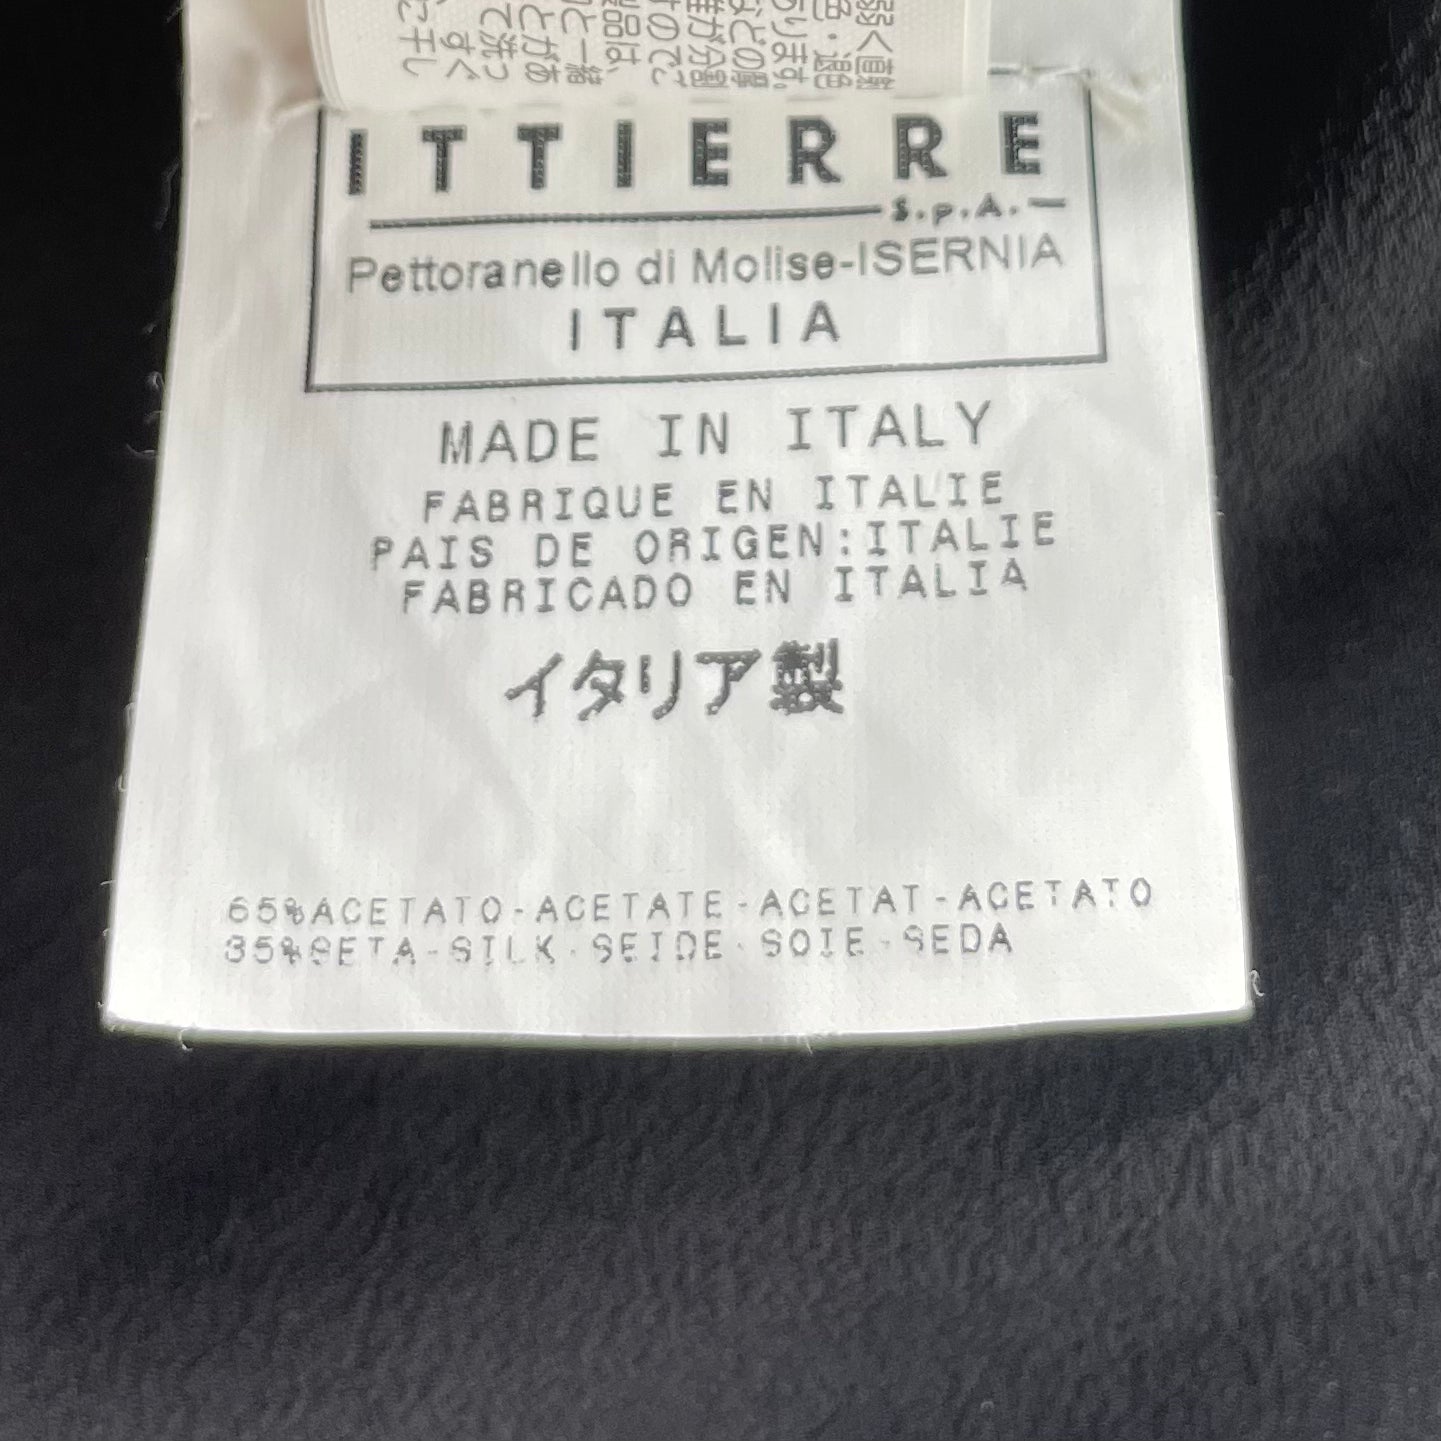 ITTIERRE
S.p.A.
Pettoranello di Molise-ISERNIA
ITALIA
MADE IN ITALY
FABRIQUE EN ITALIE
PAIS DE ORIGEN:ITALIE
FABRICADO EN ITALIA
イタリア製
65%ACETATO-ACETATE-ACETAT-ACETATO
35%SETA-SILK-SEIDE-SOIE-SEDA